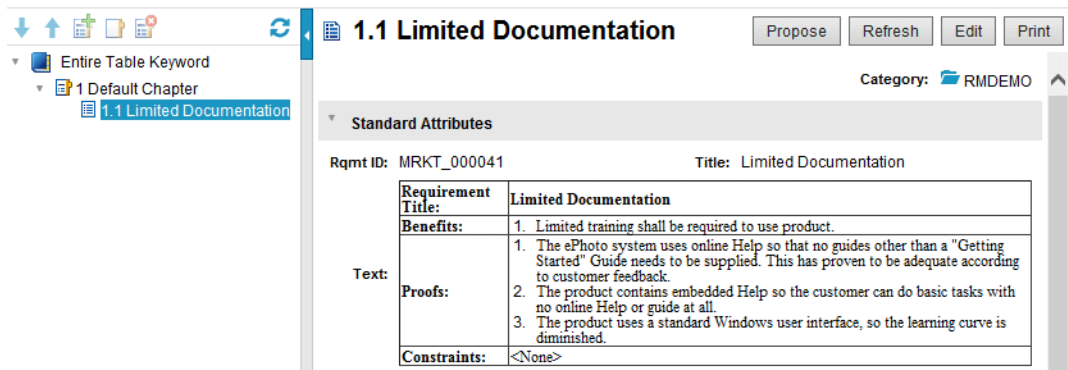 Entire Table Keyword
1 Default Chapter
1.1 Limited Documentation
1.1 Limited Documentation
Propose Refresh Edit Print
Category: RMDEMO
Standard Attributes
Rqmt ID: MRKT_000041 Title: Limited Documentation
Text:
Requirement Title: Limited Documentation
Benefits: 1. Limited training shall be required to use product.
Proofs:
1. The ePhoto system uses online Help so that no guides other than a "Getting
Started" Guide needs to be supplied. This has proven to be adequate according
to customer feedback.
2. The product contains embedded Help so the customer can do basic tasks with
no online Help or guide at all.
3. The product uses a standard Windows user interface, so the learning curve is
diminished.
Constraints: <None>